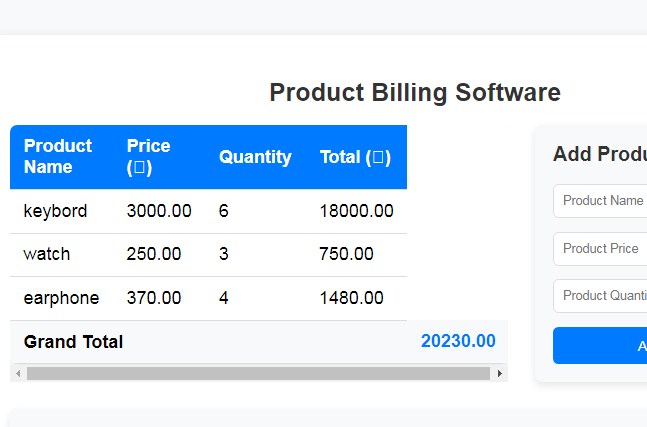 Product Billing Software
Product Name Price (▯) Quantity Total (▯)
keybord 3000.00 6 18000.00
watch 250.00 3 750.00
earphone 370.00 4 1480.00
Grand Total 20230.00
Add Produ
Product Name
Product Price
Product Quanti
A